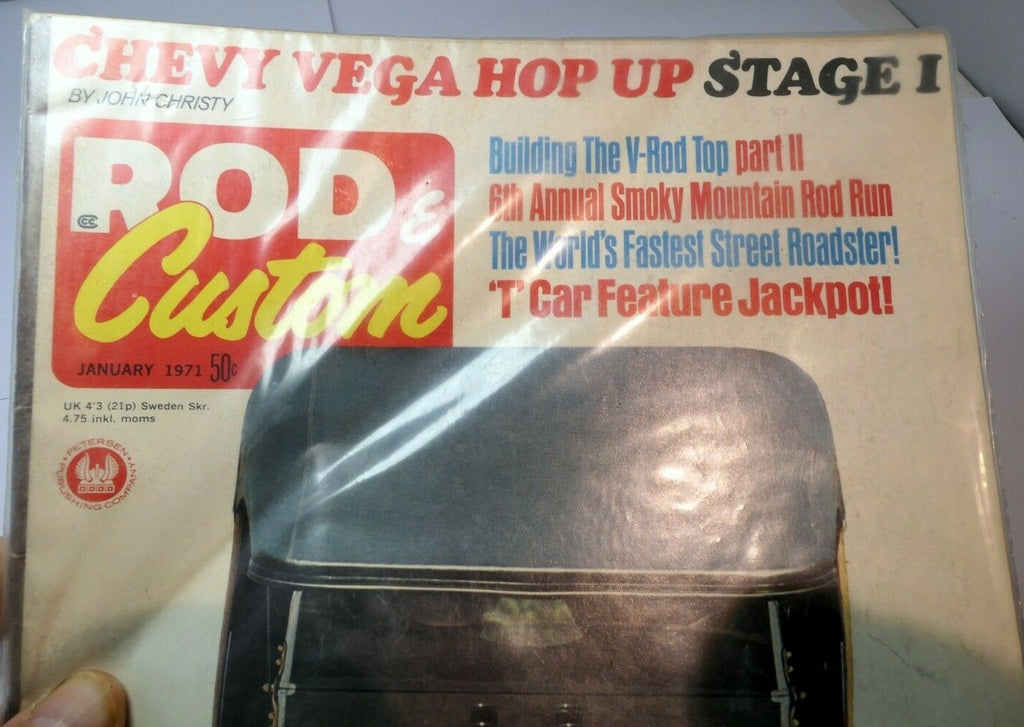 CHEVY VEGA HOP UP STAGE I
BY JOHN CHRISTY
ROD &
Custom
JANUARY 1971 50¢
UK 4'3 (21p) Sweden Skr.
4.75 inkl. moms
PETERSEN
PUBLISHING COMPANY
Building The V-Rod Top part II
6th Annual Smoky Mountain Rod Run
The World's Fastest Street Roadster!
'T' Car Feature Jackpot!